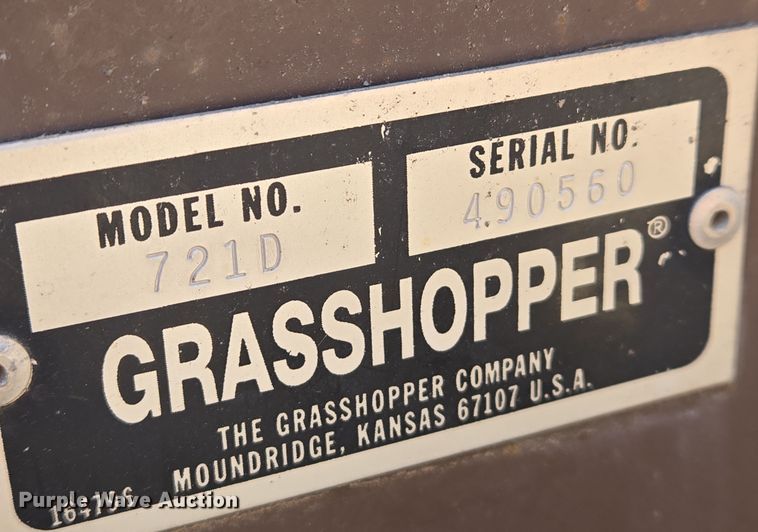 MODEL NO.
721D
SERIAL NO.
490560
GRASSHOPPER®
THE GRASSHOPPER COMPANY
MOUNDRIDGE, KANSAS 67107 U.S.A.
Purple Wave Auction